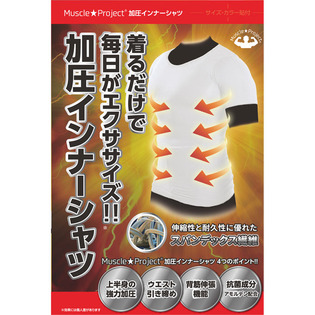 Muscle★Project® 加圧インナーシャツ
サイズ・カラー貼付
Muscle★Project
着るだけで
毎日がエクササイズ!!
加圧インナーシャツ
伸縮性と耐久性に優れた
スパンデックス繊維
Muscle★Project® 加圧インナーシャツ 4つのポイント!!
上半身の
強力加圧
ウエスト
引き締め
背筋伸張
機能
抗菌成分
アモルデン配合